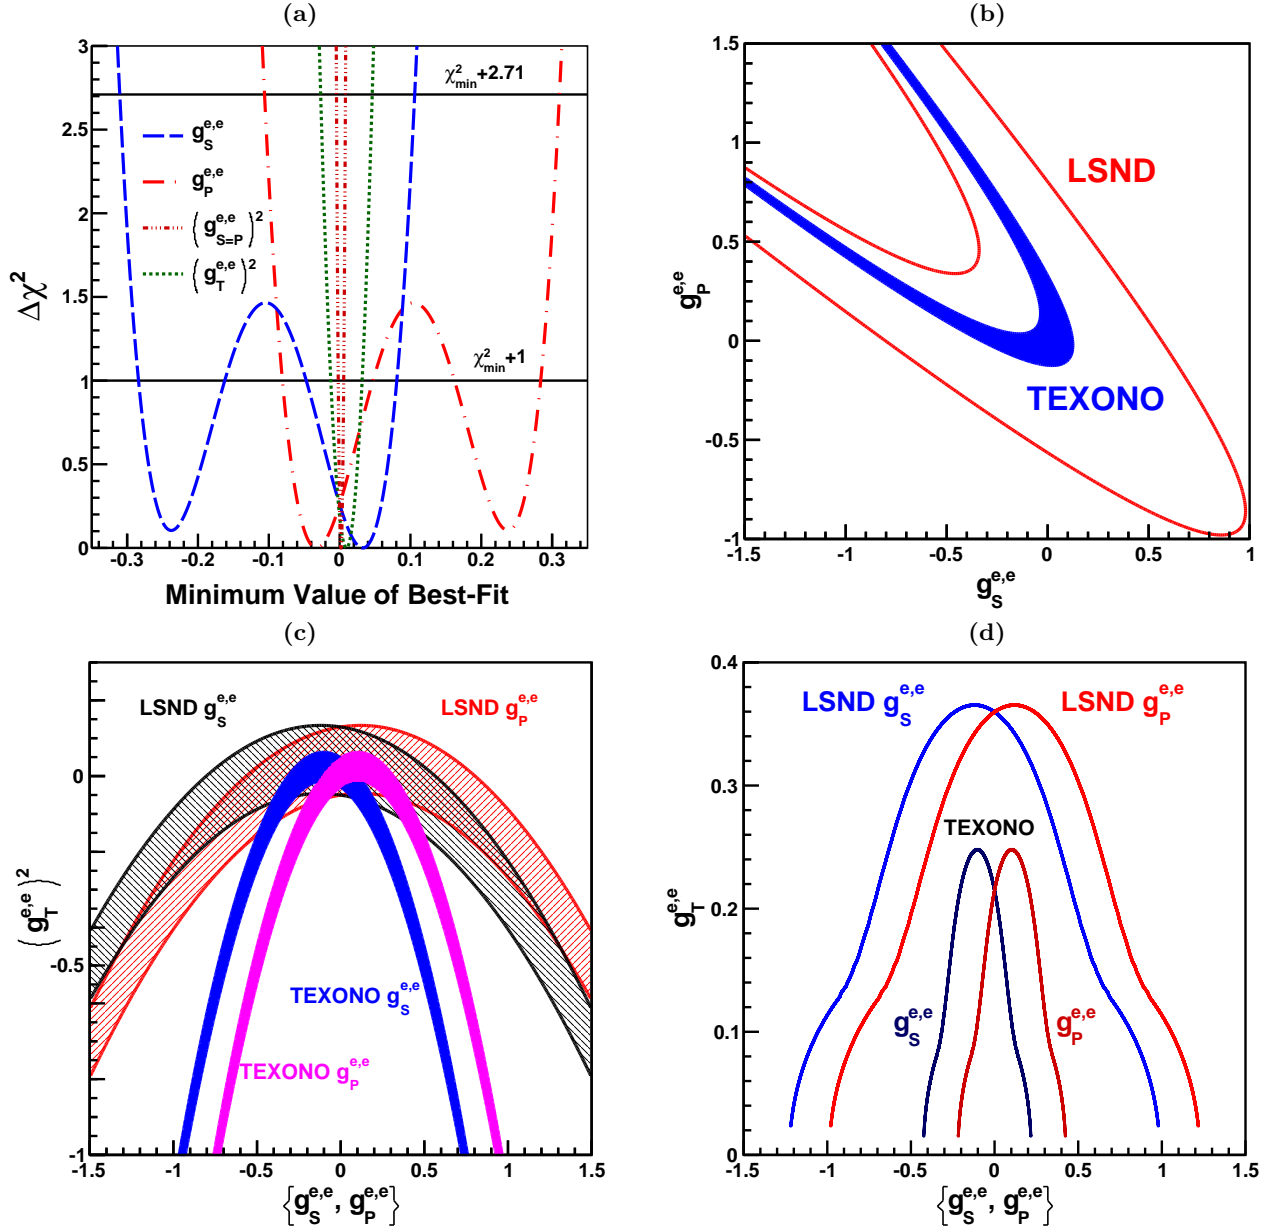 (a)
3
2.5
2
1.5
1
0.5
0
Δχ²
χ²min+2.71
χ²min+1
g_S^{e,e}
g_P^{e,e}
(g_{S=P}^{e,e})²
(g_T^{e,e})²
-0.3 -0.2 -0.1 0 0.1 0.2 0.3
Minimum Value of Best-Fit
(b)
1.5
1
0.5
0
-0.5
-1
g_P^{e,e}
LSND
TEXONO
-1.5 -1 -0.5 0 0.5 1
g_S^{e,e}
(c)
0
-0.5
-1
(g_T^{e,e})²
LSND g_S^{e,e}
LSND g_P^{e,e}
TEXONO g_S^{e,e}
TEXONO g_P^{e,e}
-1.5 -1 -0.5 0 0.5 1 1.5
{g_S^{e,e}, g_P^{e,e}}
(d)
0.4
0.3
0.2
0.1
0
g_T^{e,e}
LSND g_S^{e,e}
LSND g_P^{e,e}
TEXONO
g_S^{e,e}
g_P^{e,e}
-1.5 -1 -0.5 0 0.5 1 1.5
{g_S^{e,e}, g_P^{e,e}}